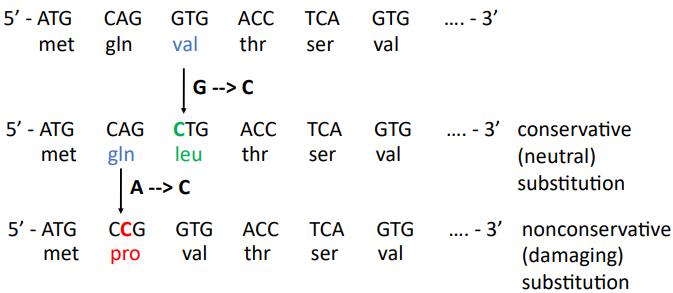 5’ - ATG CAG GTG ACC TCA GTG …. - 3’
met gln val thr ser val
G --> C
5’ - ATG CAG CTG ACC TCA GTG …. - 3’ conservative
met gln leu thr ser val (neutral)
substitution
A --> C
5’ - ATG CCG GTG ACC TCA GTG …. - 3’ nonconservative
met pro val thr ser val (damaging)
substitution